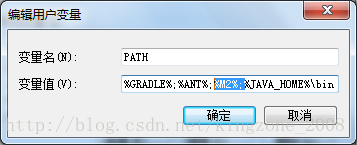 编辑用户变量
变量名(N): PATH
变量值(V): %GRADLE%;%ANT%;%M2%;%JAVA_HOME%\bin
确定 取消
http://blog.csdn.net/kingzone_2008